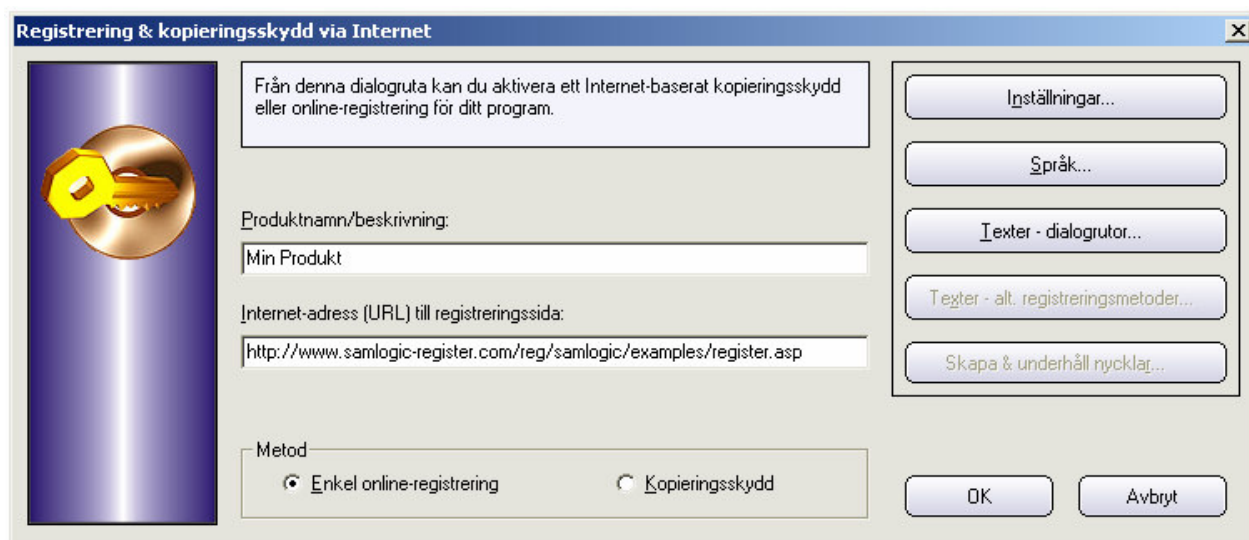 Registrering & kopieringsskydd via Internet
Från denna dialogruta kan du aktivera ett Internet-baserat kopieringsskydd
eller online-registrering för ditt program.
Produktnamn/beskrivning:
Min Produkt
Internet-adress (URL) till registreringssida:
http://www.samlogic-register.com/reg/samlogic/examples/register.asp
Metod
Enkel online-registrering
Kopieringsskydd
Inställningar...
Språk...
Texter - dialogrutor...
Texter - alt. registreringsmetoder...
Skapa & underhåll nycklar...
OK
Avbryt